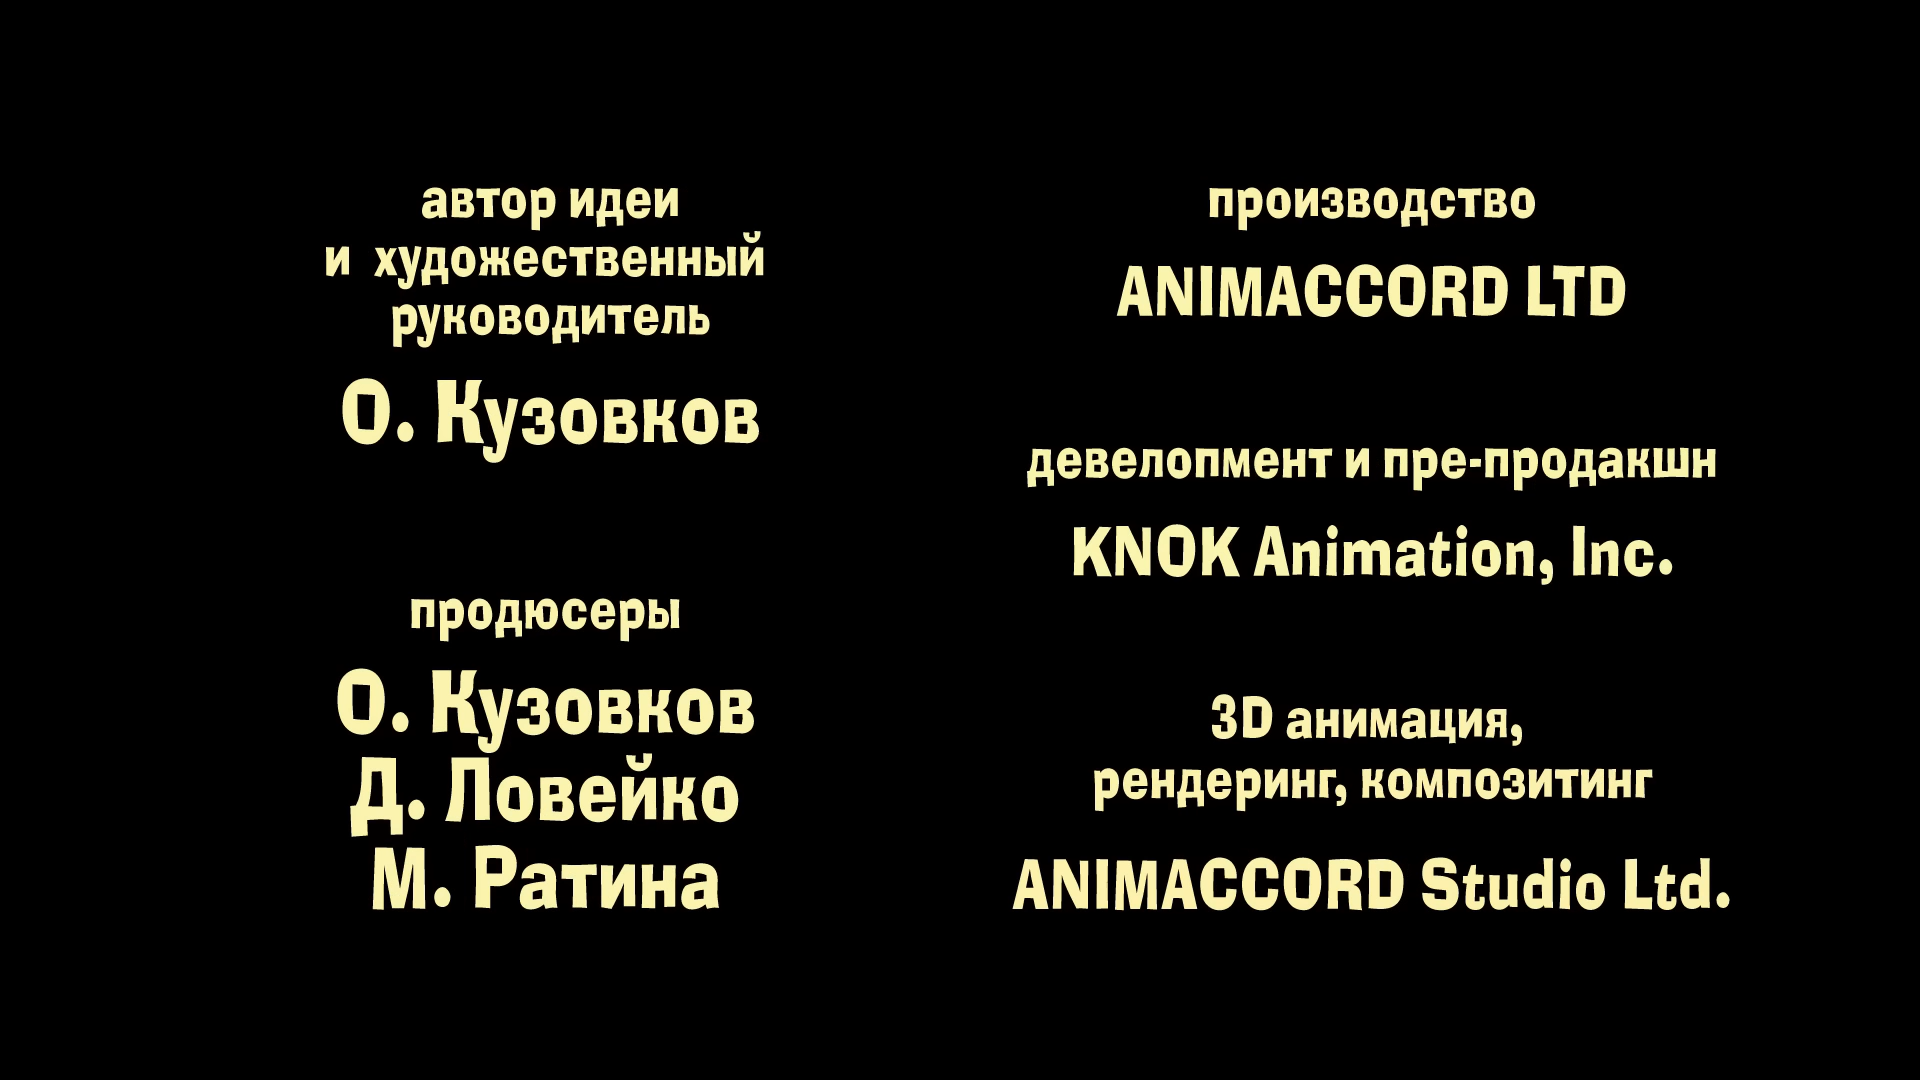 автор идеи
и художественный
руководитель
О. Кузовков
продюсеры
О. Кузовков
Д. Ловейко
М. Ратина
производство
ANIMACCORD LTD
девелопмент и пре-продакшн
KNOK Animation, Inc.
3D анимация,
рендеринг, композитинг
ANIMACCORD Studio Ltd.